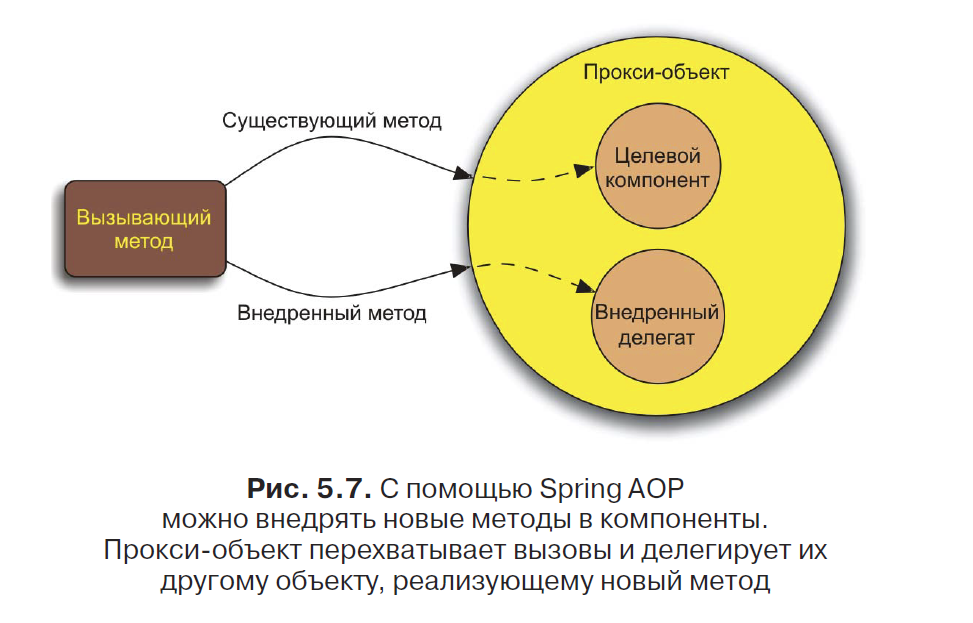 Прокси-объект
Существующий метод
Целевой
компонент
Вызывающий
метод
Внедренный метод
Внедренный
делегат
Рис. 5.7. С помощью Spring AOP
можно внедрять новые методы в компоненты.
Прокси-объект перехватывает вызовы и делегирует их
другому объекту, реализующему новый метод